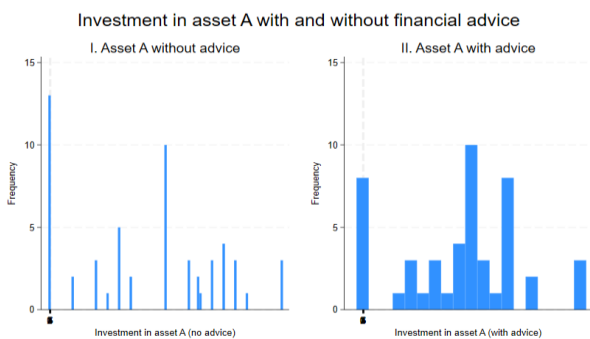 Investment in asset A with and without financial advice
I. Asset A without advice
II. Asset A with advice
15
10
5
0
Frequency
Investment in asset A (no advice)
15
10
5
0
Frequency
Investment in asset A (with advice)